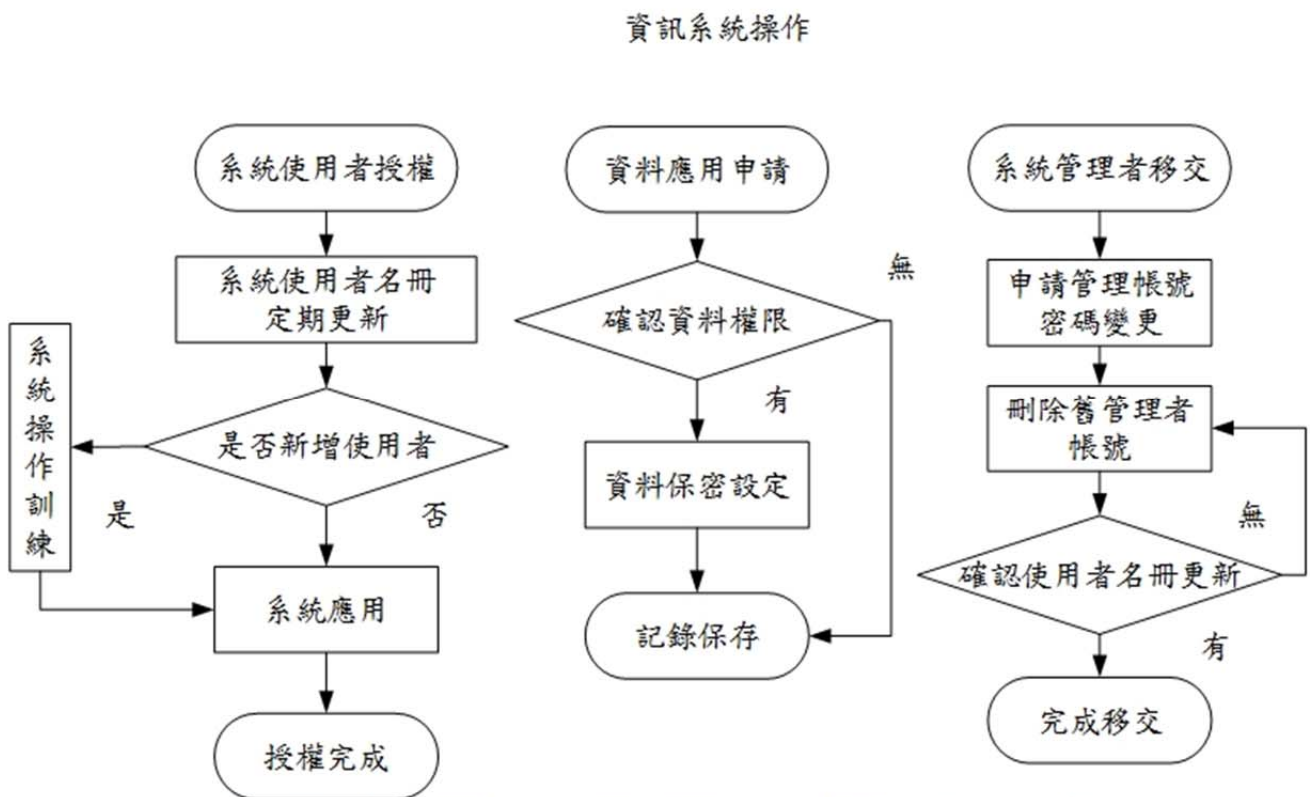 資訊系統操作
系統使用者授權
系統使用者名冊
定期更新
是否新增使用者
是
否
系統操作訓練
系統應用
授權完成
資料應用申請
確認資料權限
無
有
資料保密設定
記錄保存
系統管理者移交
申請管理帳號
密碼變更
刪除舊管理者
帳號
確認使用者名冊更新
無
有
完成移交